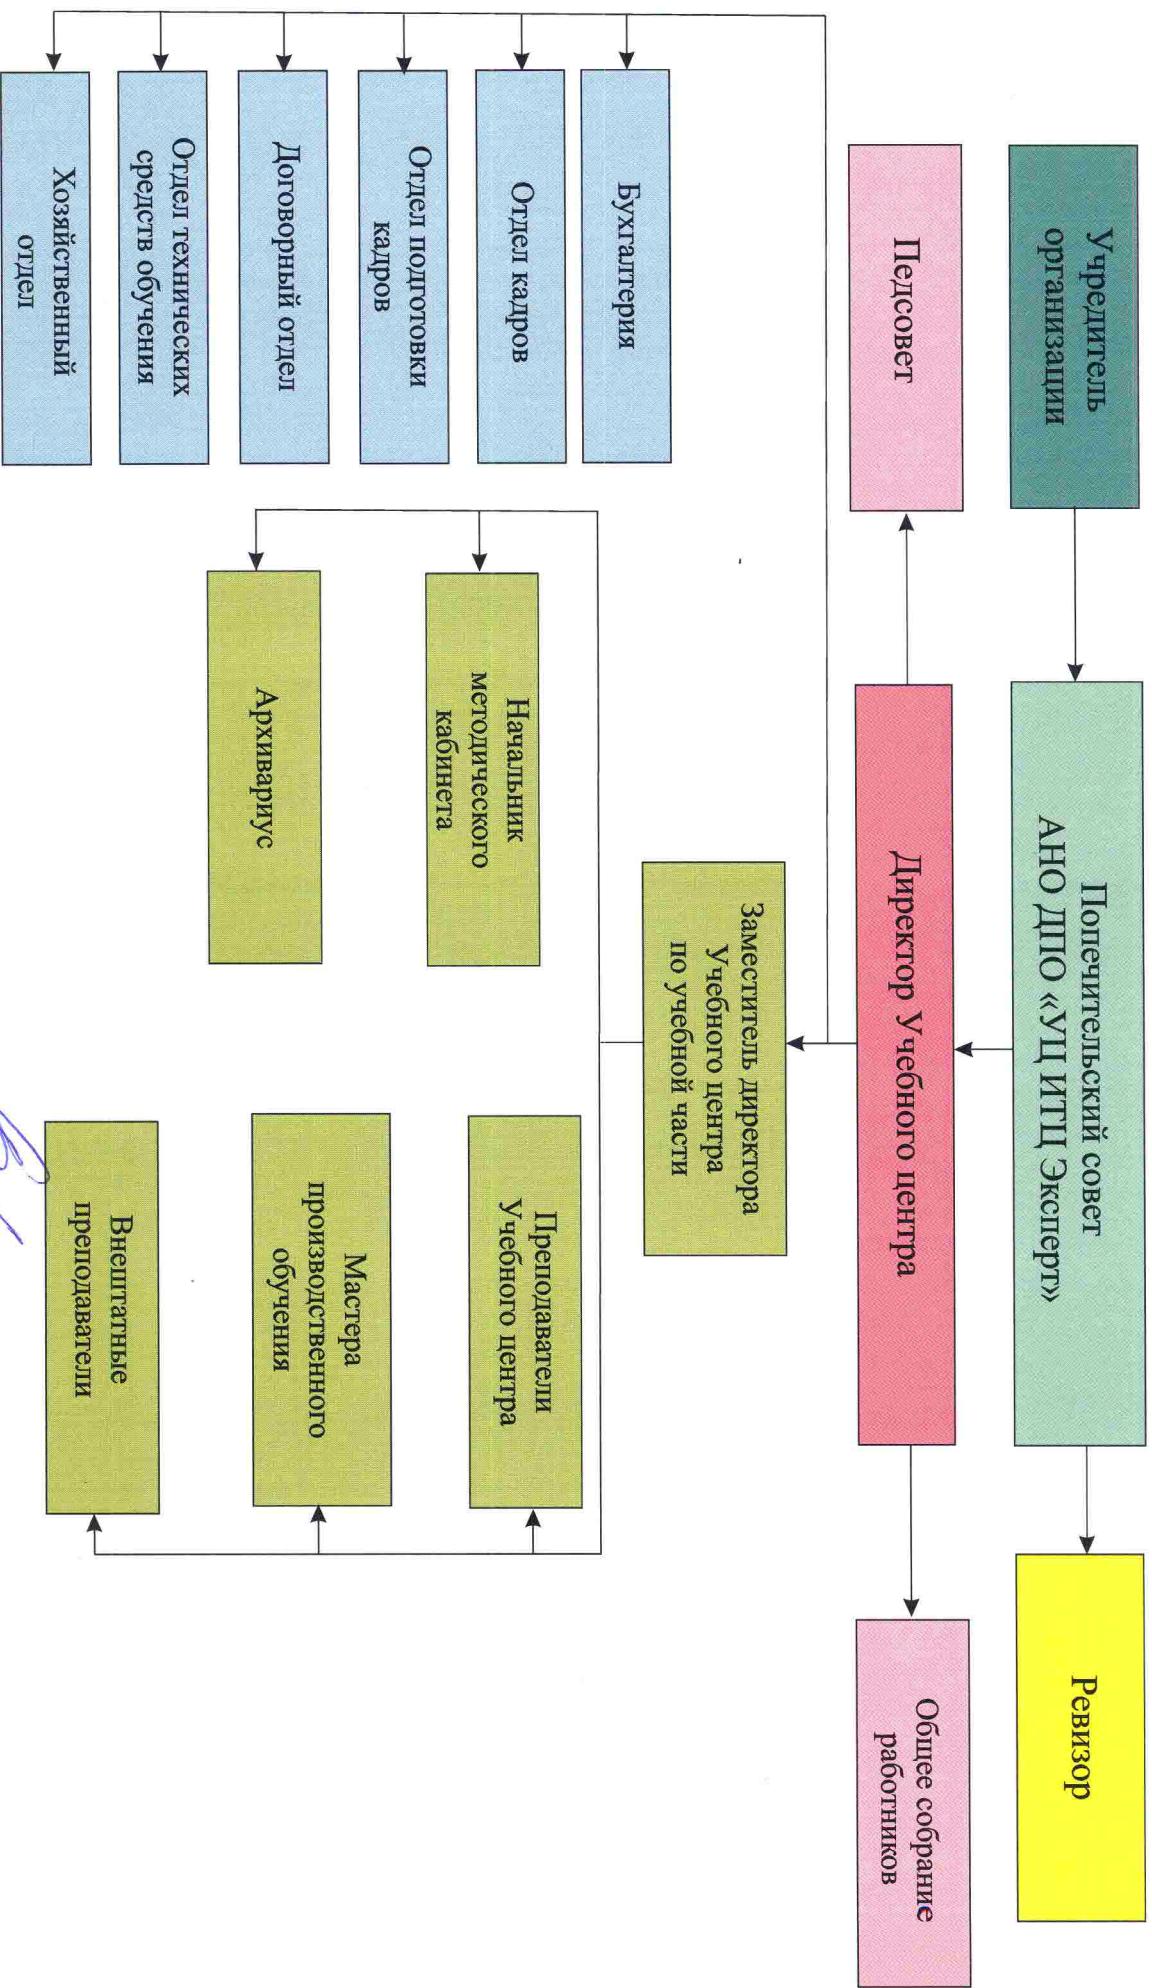 Учредитель
организации
Попечительский совет
АНО ДПО «УЦ ИТЦ Эксперт»
Ревизор
Педсовет
Директор Учебного центра
Общее собрание
работников
Заместитель директора
Учебного центра
по учебной части
Бухгалтерия
Отдел кадров
Отдел подготовки
кадров
Договорный отдел
Отдел технических
средств обучения
Хозяйственный
отдел
Начальник
методического
кабинета
Архивариус
Преподаватели
Учебного центра
Мастера
производственного
обучения
Внештатные
преподаватели